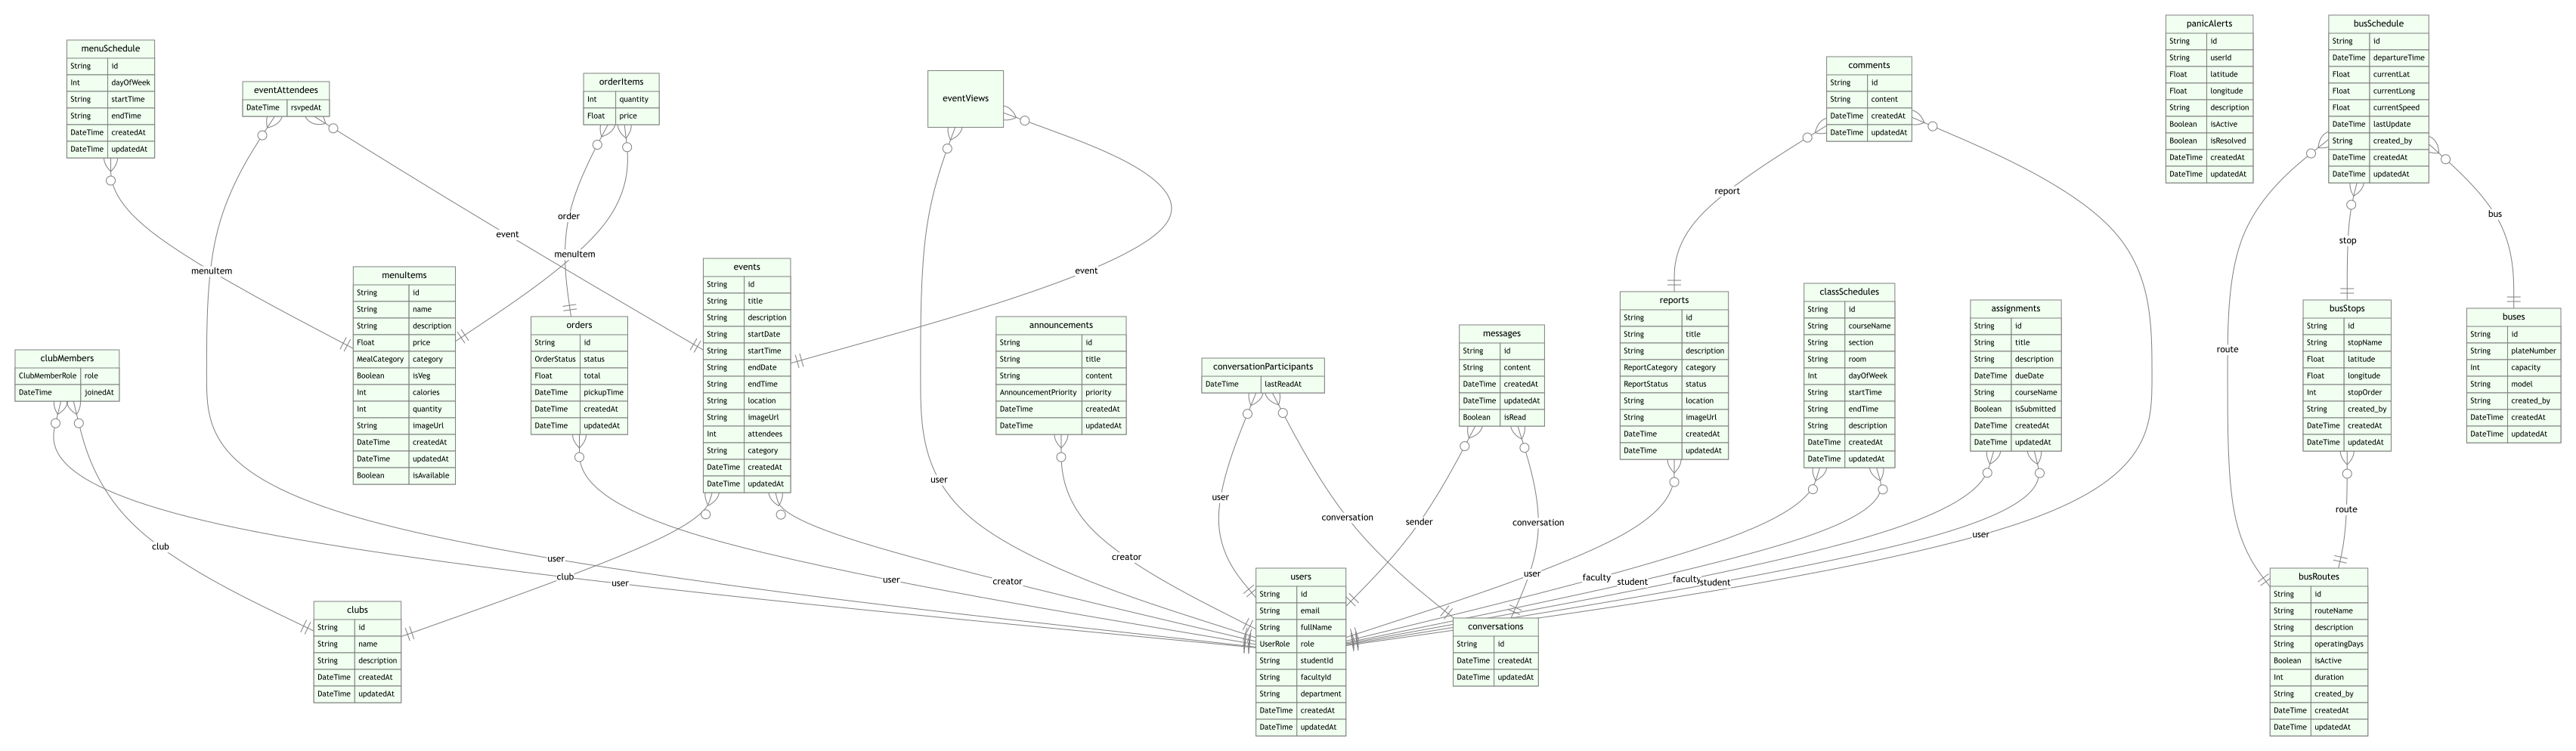 menuSchedule
String id
Int dayOfWeek
String startTime
String endTime
DateTime createdAt
DateTime updatedAt
eventAttendees
DateTime rsvpedAt
orderItems
Int quantity
Float price
eventViews
comments
String id
String content
DateTime createdAt
DateTime updatedAt
panicAlerts
String id
String userId
Float latitude
Float longitude
String description
Boolean isActive
Boolean isResolved
DateTime createdAt
DateTime updatedAt
busSchedule
String id
DateTime departureTime
Float currentLat
Float currentLong
Float currentSpeed
DateTime lastUpdate
String created_by
DateTime createdAt
DateTime updatedAt
report
order
event
menuItem
menuItem
event
bus
stop
route
clubMembers
ClubMemberRole role
DateTime joinedAt
menuItems
String id
String name
String description
Float price
MealCategory category
Boolean isVeg
Int calories
Int quantity
String imageUrl
DateTime createdAt
DateTime updatedAt
Boolean isAvailable
orders
String id
OrderStatus status
Float total
DateTime pickupTime
DateTime createdAt
DateTime updatedAt
events
String id
String title
String description
String startDate
String startTime
String endDate
String endTime
String location
String imageUrl
Int attendees
String category
DateTime createdAt
DateTime updatedAt
announcements
String id
String title
String content
AnnouncementPriority priority
DateTime createdAt
DateTime updatedAt
conversationParticipants
DateTime lastReadAt
messages
String id
String content
DateTime createdAt
DateTime updatedAt
Boolean isRead
reports
String id
String title
String description
ReportCategory category
ReportStatus status
String location
String imageUrl
DateTime createdAt
DateTime updatedAt
classSchedules
String id
String courseName
String section
String room
Int dayOfWeek
String startTime
String endTime
String description
DateTime createdAt
DateTime updatedAt
assignments
String id
String title
String description
DateTime dueDate
String courseName
Boolean isSubmitted
DateTime createdAt
DateTime updatedAt
busStops
String id
String stopName
Float latitude
Float longitude
Int stopOrder
String created_by
DateTime createdAt
DateTime updatedAt
buses
String id
String plateNumber
Int capacity
String model
String created_by
DateTime createdAt
DateTime updatedAt
user
user
conversation
sender
conversation
route
user
club
user
club
user
user
creator
creator
user
faculty
student
faculty
student
clubs
String id
String name
String description
DateTime createdAt
DateTime updatedAt
users
String id
String email
String fullName
UserRole role
String studentId
String facultyId
String department
DateTime createdAt
DateTime updatedAt
conversations
String id
DateTime createdAt
DateTime updatedAt
busRoutes
String id
String routeName
String description
String operatingDays
Boolean isActive
Int duration
String created_by
DateTime createdAt
DateTime updatedAt